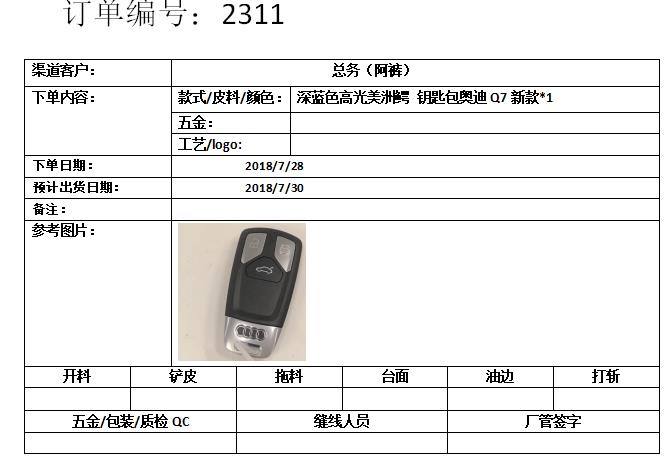 订单编号：2311
渠道客户： 总务（阿裤）
下单内容： 款式/皮料/颜色： 深蓝色高光美洲鳄 钥匙包奥迪 Q7 新款*1
五金：
工艺/logo:
下单日期： 2018/7/28
预计出货日期： 2018/7/30
备注：
参考图片：
开料 铲皮 拖料 台面 油边 打斩
五金/包装/质检 QC 缝线人员 厂管签字